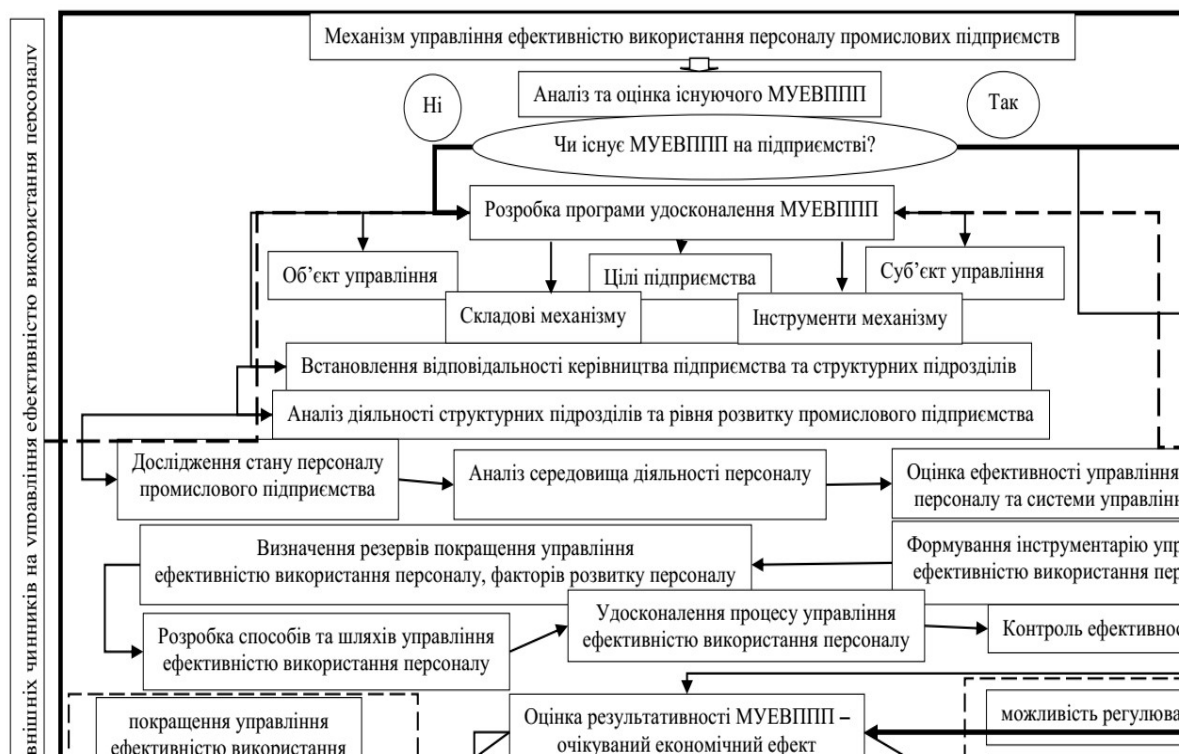 внішніх чинників на управління ефективністю використання персоналу
Механізм управління ефективністю використання персоналу промислових підприємств
Аналіз та оцінка існуючого МУЕВППП
Ні
Так
Чи існує МУЕВППП на підприємстві?
Розробка програми удосконалення МУЕВППП
Об’єкт управління
Цілі підприємства
Суб’єкт управління
Складові механізму
Інструменти механізму
Встановлення відповідальності керівництва підприємства та структурних підрозділів
Аналіз діяльності структурних підрозділів та рівня розвитку промислового підприємства
Дослідження стану персоналу
промислового підприємства
Аналіз середовища діяльності персоналу
Оцінка ефективності управління
персоналу та системи управлінн
Визначення резервів покращення управління
ефективністю використання персоналу, факторів розвитку персоналу
Формування інструментарію упр
ефективністю використання пер
Розробка способів та шляхів управління
ефективністю використання персоналу
Удосконалення процесу управління
ефективністю використання персоналу
Контроль ефективнос
покращення управління
ефективністю використання
Оцінка результативності МУЕВППП –
очікуваний економічний ефект
можливість регулюва